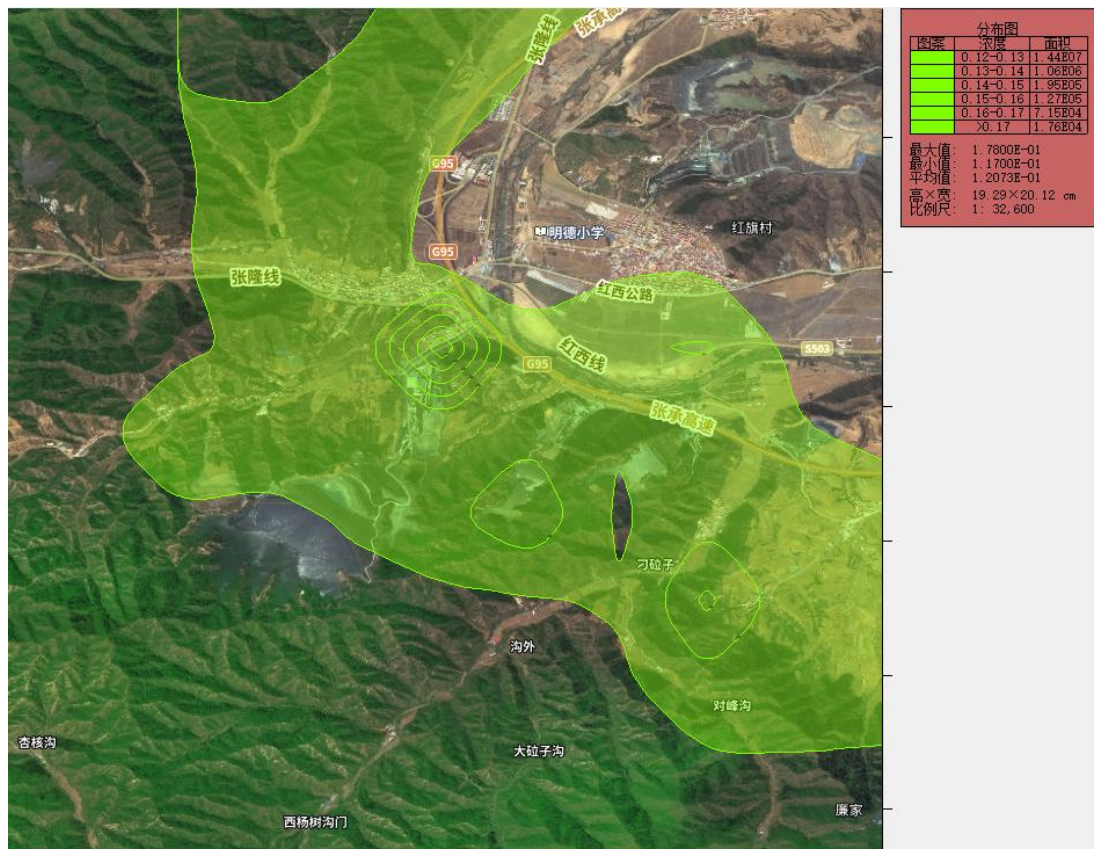 张隆线
张承高
G95
G95
明德小学
红旗村
张隆线
红西公路
红西线
S503
G95
张承高速
刁砬子
沟外
对峰沟
大砬子沟
杏核沟
西杨树沟门
廉家
分布图
图案 浓度 面积
0.12-0.13 1.44E07
0.13-0.14 1.06E06
0.14-0.15 1.95E05
0.15-0.16 1.27E05
0.16-0.17 7.15E04
>0.17 1.76E04
最大值: 1.7800E-01
最小值: 1.1700E-01
平均值: 1.2073E-01
高×宽: 19.29×20.12 cm
比例尺: 1: 32,600